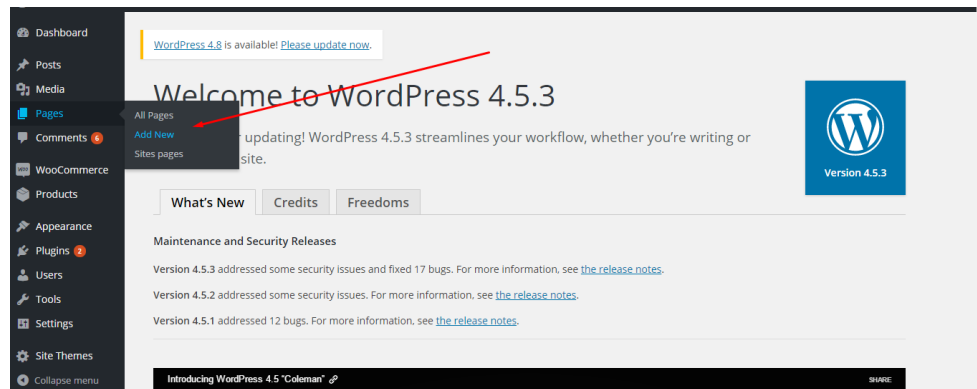 Dashboard
Posts
Media
Pages
Comments 6
WooCommerce
Products
Appearance
Plugins 2
Users
Tools
Settings
Site Themes
Collapse menu
All Pages
Add New
Sites pages
WordPress 4.8 is available! Please update now.
Welcome to WordPress 4.5.3
updating! WordPress 4.5.3 streamlines your workflow, whether you're writing or
site.
Version 4.5.3
What's New Credits Freedoms
Maintenance and Security Releases
Version 4.5.3 addressed some security issues and fixed 17 bugs. For more information, see the release notes.
Version 4.5.2 addressed some security issues. For more information, see the release notes.
Version 4.5.1 addressed 12 bugs. For more information, see the release notes.
Introducing WordPress 4.5 "Coleman" SHARE